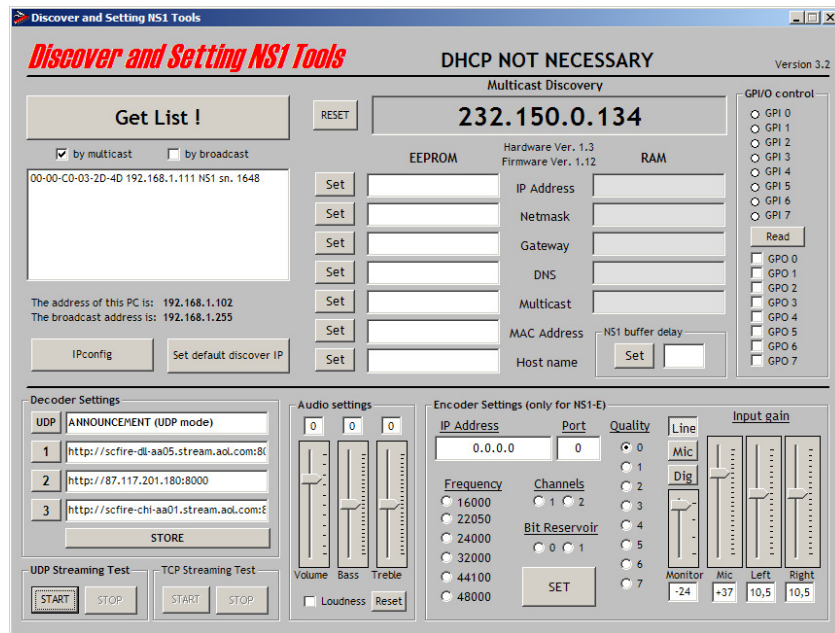 Discover and Setting NS1 Tools
Discover and Setting NS1 Tools
DHCP NOT NECESSARY
Version 3.2
Multicast Discovery
Get List !
RESET
232.150.0.134
by multicast
by broadcast
EEPROM
Hardware Ver. 1.3
Firmware Ver. 1.12
RAM
00-00-C0-03-2D-4D 192.168.1.111 NS1 sn. 1648
Set
IP Address
Set
Netmask
Set
Gateway
Set
DNS
Set
Multicast
Set
MAC Address
Set
Host name
NS1 buffer delay
Set
The address of this PC is: 192.168.1.102
The broadcast address is: 192.168.1.255
IPconfig
Set default discover IP
GPI/O control
GPI 0
GPI 1
GPI 2
GPI 3
GPI 4
GPI 5
GPI 6
GPI 7
Read
GPO 0
GPO 1
GPO 2
GPO 3
GPO 4
GPO 5
GPO 6
GPO 7
Decoder Settings
UDP ANNOUNCEMENT (UDP mode)
1 http://scfire-dll-aa05.stream.aol.com:80
2 http://87.117.201.180:8000
3 http://scfire-chi-aa01.stream.aol.com:8
STORE
UDP Streaming Test
START
STOP
TCP Streaming Test
START
STOP
Audio settings
0 0 0
Volume Bass Treble
Loudness
Reset
Encoder Settings (only for NS1-E)
IP Address
Port
0.0.0.0
0
Frequency
16000
22050
24000
32000
44100
48000
Channels
1 2
Bit Reservoir
0 1
SET
Quality
0
1
2
3
4
5
6
7
Line
Mic
Dig
Input gain
Monitor Mic Left Right
-24 +37 10,5 10,5